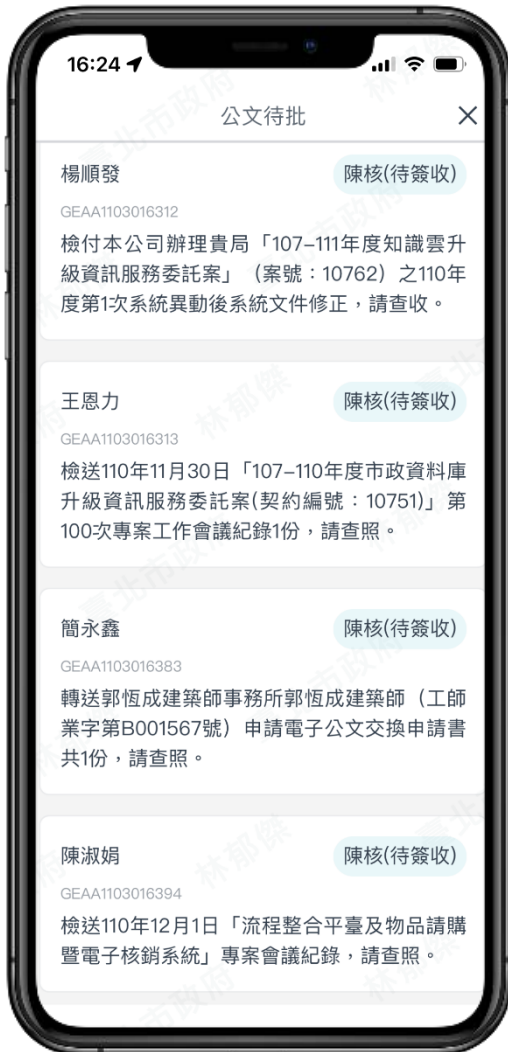 16:24
公文待批
楊順發
陳核(待簽收)
GEAA1103016312
檢付本公司辦理貴局「107–111年度知識雲升
級資訊服務委託案」（案號：10762）之110年
度第1次系統異動後系統文件修正，請查收。
王恩力
陳核(待簽收)
GEAA1103016313
檢送110年11月30日「107–110年度市政資料庫
升級資訊服務委託案(契約編號：10751)」第
100次專案工作會議紀錄1份，請查照。
簡永鑫
陳核(待簽收)
GEAA1103016383
轉送郭恆成建築師事務所郭恆成建築師（工師
業字第B001567號）申請電子公文交換申請書
共1份，請查照。
陳淑娟
陳核(待簽收)
GEAA1103016394
檢送110年12月1日「流程整合平臺及物品請購
暨電子核銷系統」專案會議紀錄，請查照。
臺北市政府
林郁傑